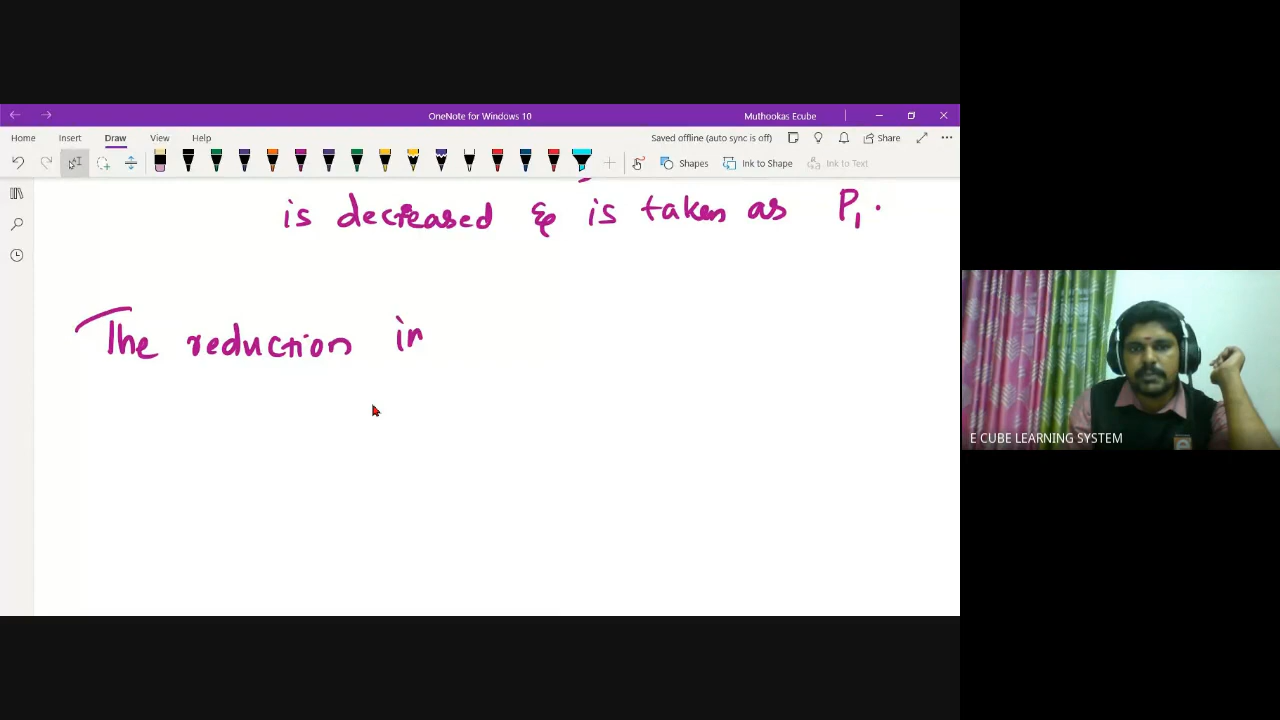 OneNote for Windows 10
Muthookas Ecube
Home Insert Draw View Help
Saved offline (auto sync is off)
Share
Shapes
Ink to Shape
Ink to Text
is decreased & is taken as P₁.
The reduction in
E CUBE LEARNING SYSTEM